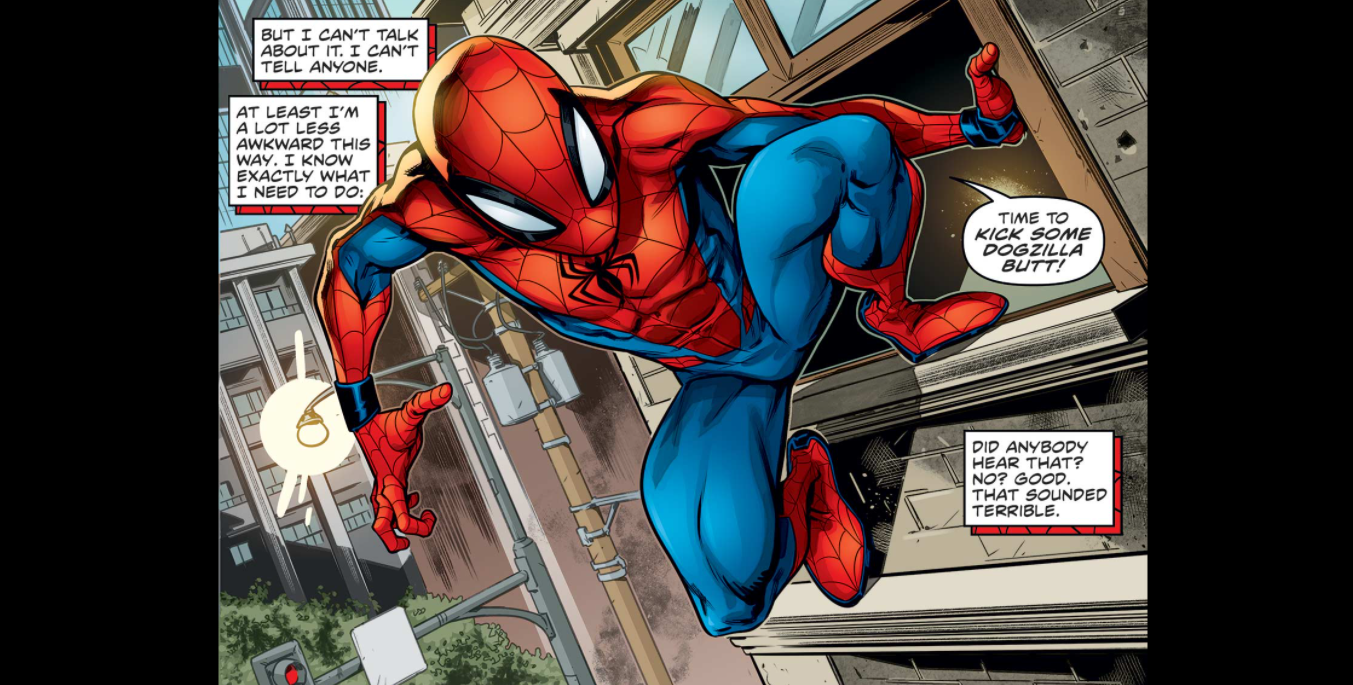 BUT I CAN'T TALK
ABOUT IT. I CAN'T
TELL ANYONE.
AT LEAST I'M
A LOT LESS
AWKWARD THIS
WAY. I KNOW
EXACTLY WHAT
I NEED TO DO:
TIME TO
KICK SOME
DOGZILLA
BUTT!
DID ANYBODY
HEAR THAT?
NO? GOOD.
THAT SOUNDED
TERRIBLE.